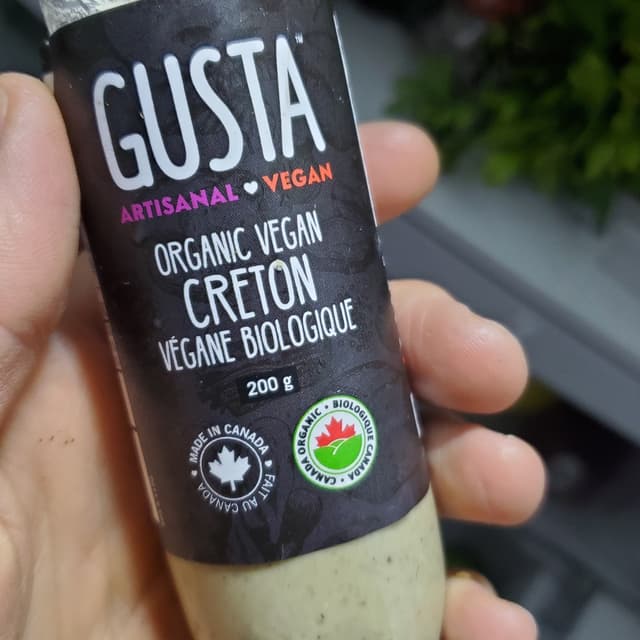 GUSTA™
ARTISANAL ♥ VEGAN
ORGANIC VEGAN
CRETON
VÉGANE BIOLOGIQUE
200 g
MADE IN CANADA • FAIT AU CANADA •
CANADA ORGANIC • BIOLOGIQUE CANADA •